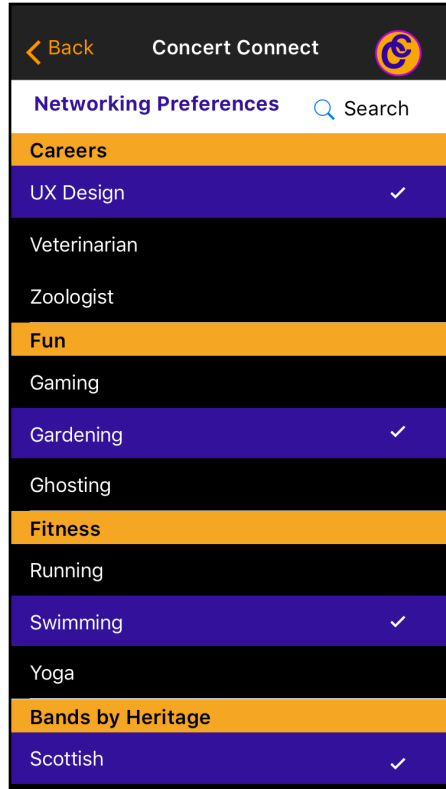 Back Concert Connect CCC
Networking Preferences Search
Careers
UX Design
Veterinarian
Zoologist
Fun
Gaming
Gardening
Ghosting
Fitness
Running
Swimming
Yoga
Bands by Heritage
Scottish